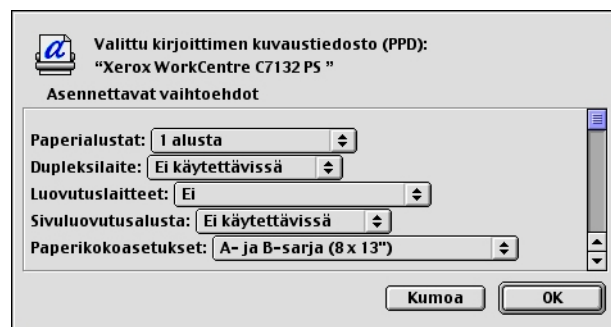 Valittu kirjoittimen kuvaustiedosto (PPD):
“Xerox WorkCentre C7132 PS ”
Asennettavat vaihtoehdot
Paperialustat: 1 alusta
Dupleksilaite: Ei käytettävissä
Luovutuslaitteet: Ei
Sivuluovutusalusta: Ei käytettävissä
Paperikokoasetukset: A- ja B-sarja (8 x 13")
Kumoa OK